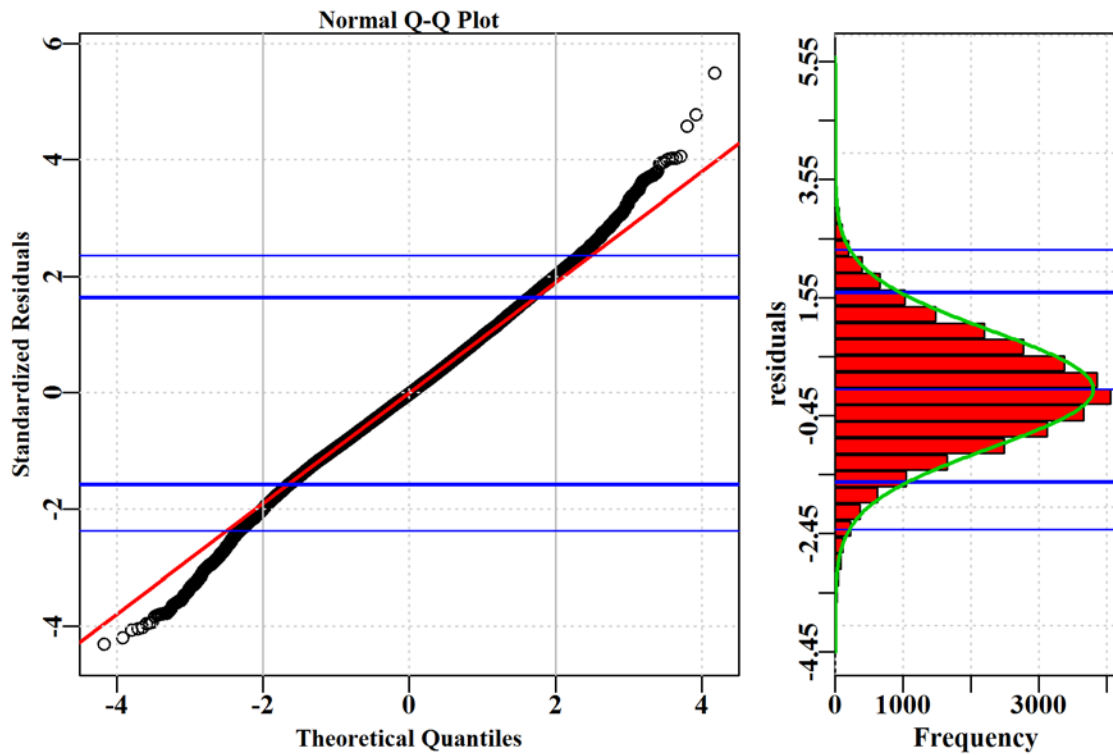 Normal Q-Q Plot
6
4
2
0
-2
-4
Standardized Residuals
-4 -2 0 2 4
Theoretical Quantiles
5.55
3.55
1.55
-0.45
-2.45
-4.45
residuals
0 1000 3000
Frequency